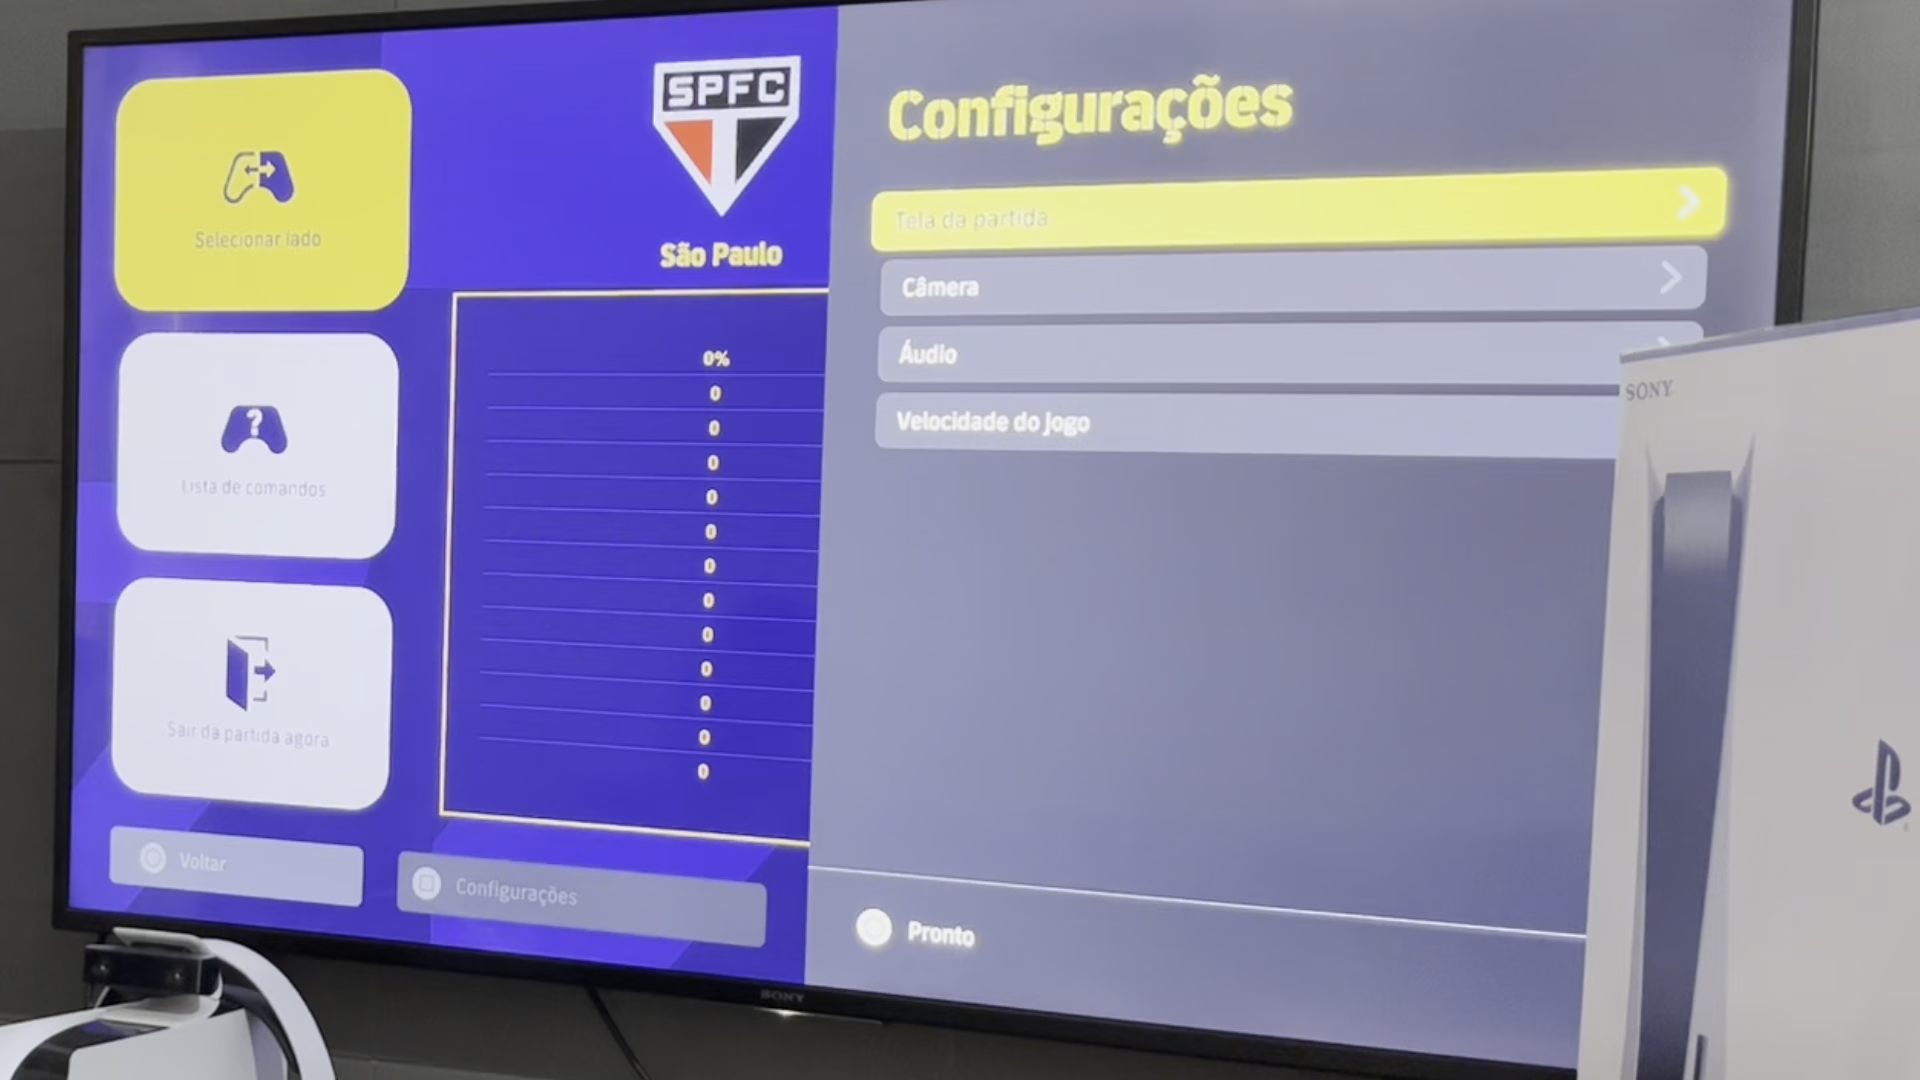 Selecionar lado
Lista de comandos
Sair da partida agora
Voltar
Configurações
SPFC
São Paulo
0%
0
0
0
0
0
0
0
0
0
0
0
0
Configurações
Tela da partida
Câmera
Áudio
Velocidade do Jogo
Pronto
SONY
SONY